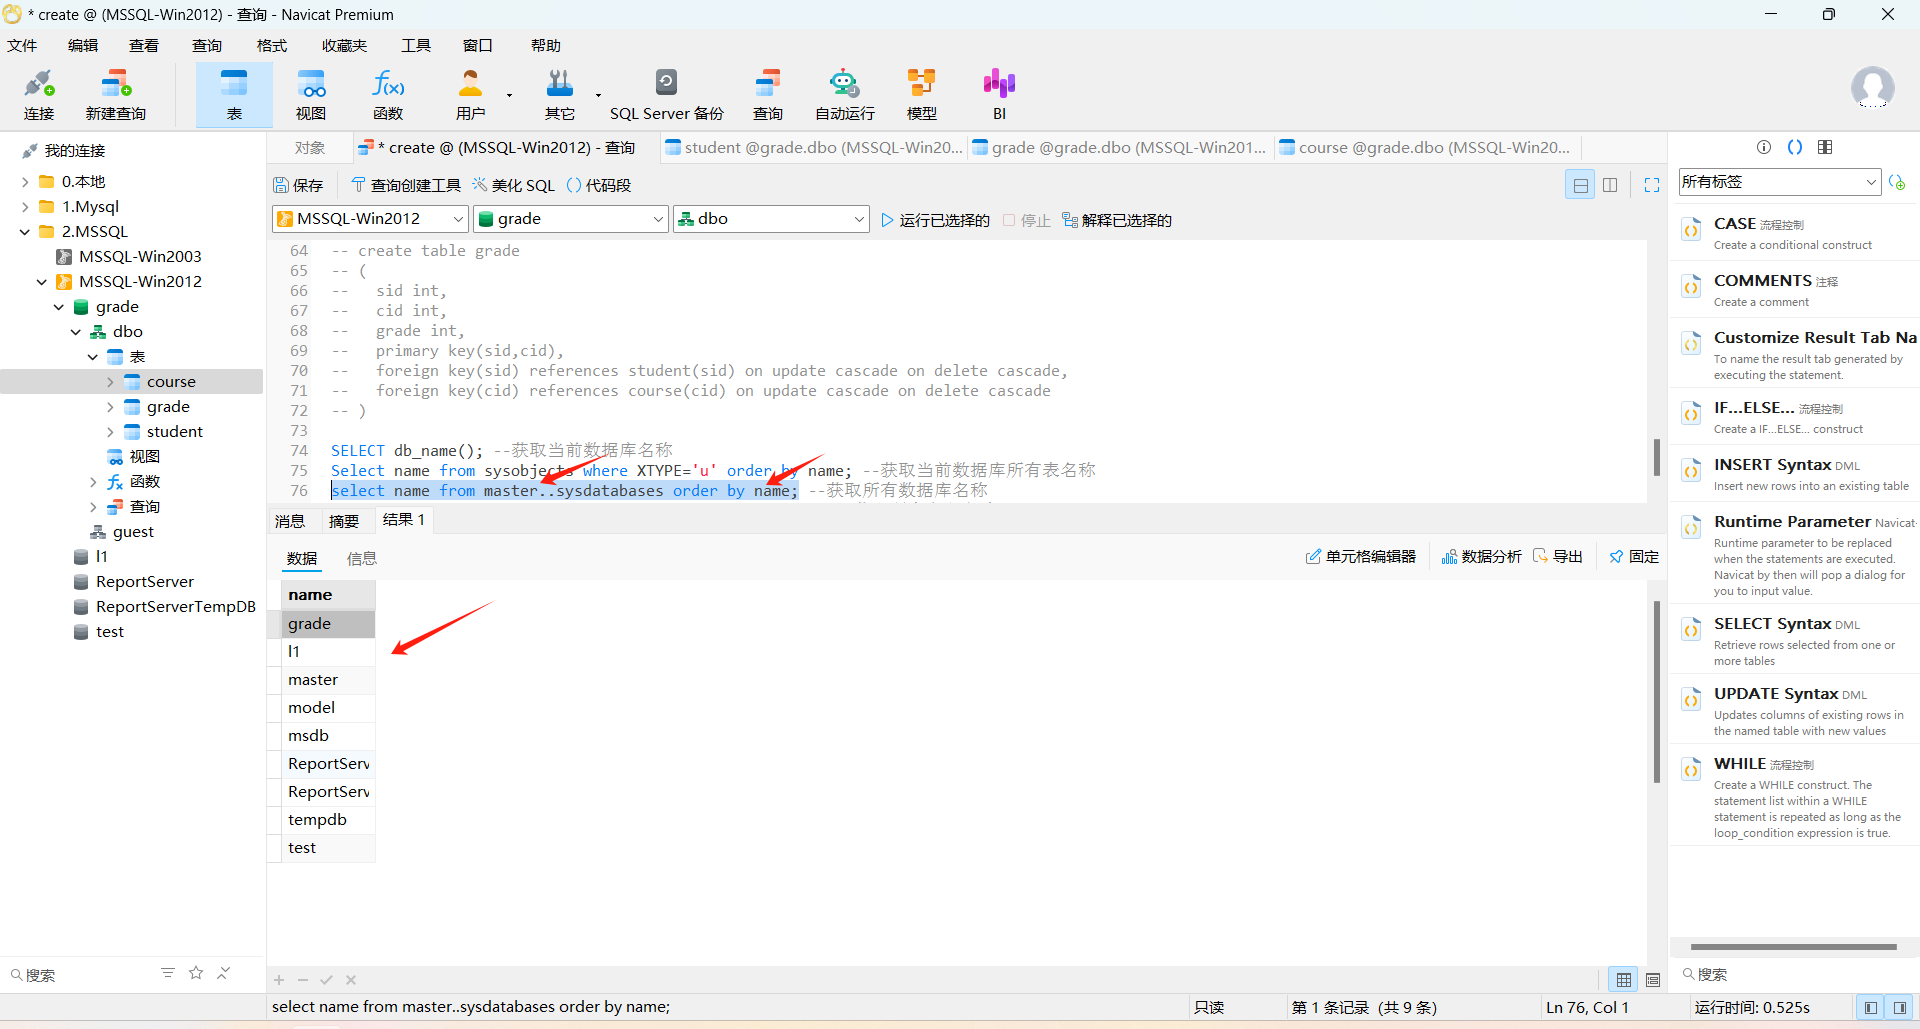 * create @ (MSSQL-Win2012) - 查询 - Navicat Premium
文件 编辑 查看 查询 格式 收藏夹 工具 窗口 帮助
连接 新建查询 表 视图 函数 用户 其它 SQL Server 备份 查询 自动运行 模型 BI
我的连接
0.本地
1.Mysql
2.MSSQL
MSSQL-Win2003
MSSQL-Win2012
grade
dbo
表
course
grade
student
视图
函数
查询
guest
l1
ReportServer
ReportServerTempDB
test
搜索
对象 * create @ (MSSQL-Win2012) - 查询 student @grade.dbo (MSSQL-Win20... grade @grade.dbo (MSSQL-Win201... course @grade.dbo (MSSQL-Win20...
保存 查询创建工具 美化 SQL () 代码段
MSSQL-Win2012 grade dbo 运行已选择的 停止 解释已选择的
64 -- create table grade
65 -- (
66 -- sid int,
67 -- cid int,
68 -- grade int,
69 -- primary key(sid,cid),
70 -- foreign key(sid) references student(sid) on update cascade on delete cascade,
71 -- foreign key(cid) references course(cid) on update cascade on delete cascade
72 -- )
73
74 SELECT db_name(); --获取当前数据库名称
75 Select name from sysobjects where XTYPE='u' order by name; --获取当前数据库所有表名称
76 select name from master..sysdatabases order by name; --获取所有数据库名称
消息 摘要 结果 1
数据 信息 单元格编辑器 数据分析 导出 固定
name
grade
l1
master
model
msdb
ReportServ
ReportServ
tempdb
test
select name from master..sysdatabases order by name; 只读 第 1 条记录 (共 9 条) Ln 76, Col 1 运行时间: 0.525s
所有标签
CASE 流程控制
Create a conditional construct
COMMENTS 注释
Create a comment
Customize Result Tab Na
To name the result tab generated by
executing the statement.
IF...ELSE... 流程控制
Create a IF...ELSE... construct
INSERT Syntax DML
Insert new rows into an existing table
Runtime Parameter Navicat
Runtime parameter to be replaced
when the statements are executed.
Navicat by then will pop a dialog for
you to input value.
SELECT Syntax DML
Retrieve rows selected from one or
more tables
UPDATE Syntax DML
Updates columns of existing rows in
the named table with new values
WHILE 流程控制
Create a WHILE construct. The
statement list within a WHILE
statement is repeated as long as the
loop_condition expression is true.
搜索